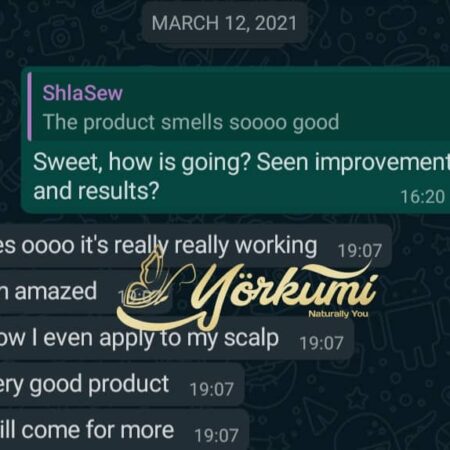 MARCH 12, 2021
ShlaSew
The product smells soooo good
Sweet, how is going? Seen improvement
and results?
16:20
es oooo it's really really working 19:07
m amazed
Yörkumi
Naturally You
ow I even apply to my scalp 19:07
ery good product 19:07
ill come for more 19:07